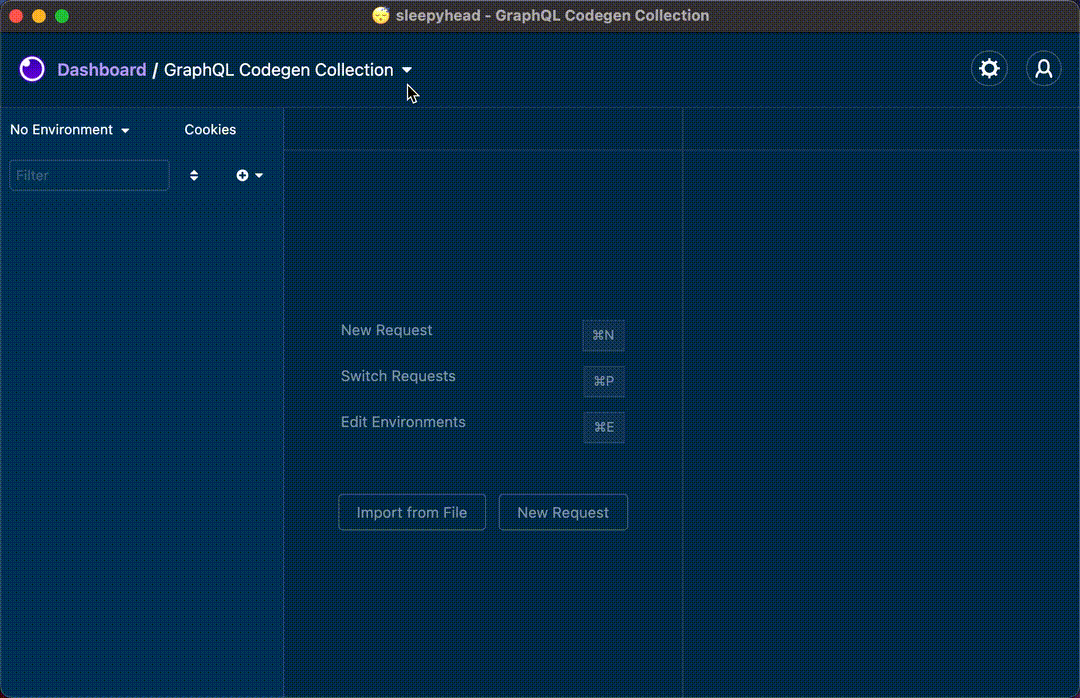 😴 sleepyhead - GraphQL Codegen Collection
Dashboard / GraphQL Codegen Collection
No Environment
Cookies
Filter
New Request ⌘N
Switch Requests ⌘P
Edit Environments ⌘E
Import from File
New Request